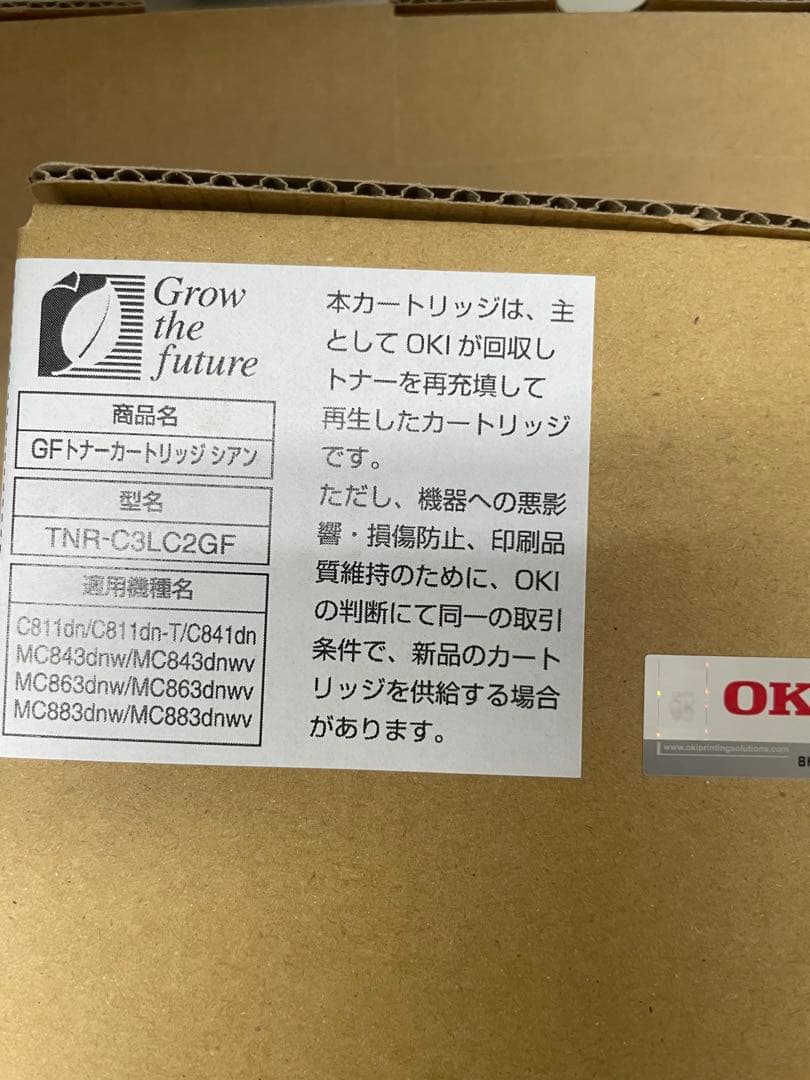 Grow
the
future
商品名
GFトナーカートリッジ シアン
型名
TNR-C3LC2GF
適用機種名
C811dn/C811dn-T/C841dn
MC843dnw/MC843dnwv
MC863dnw/MC863dnwv
MC883dnw/MC883dnwv
本カートリッジは、主
として OKI が回収し
トナーを再充填して
再生したカートリッジ
です。
ただし、機器への悪影
響・損傷防止、印刷品
質維持のために、OKI
の判断にて同一の取引
条件で、新品のカート
リッジを供給する場合
があります。
OK
www.okiprintingsolutions.com